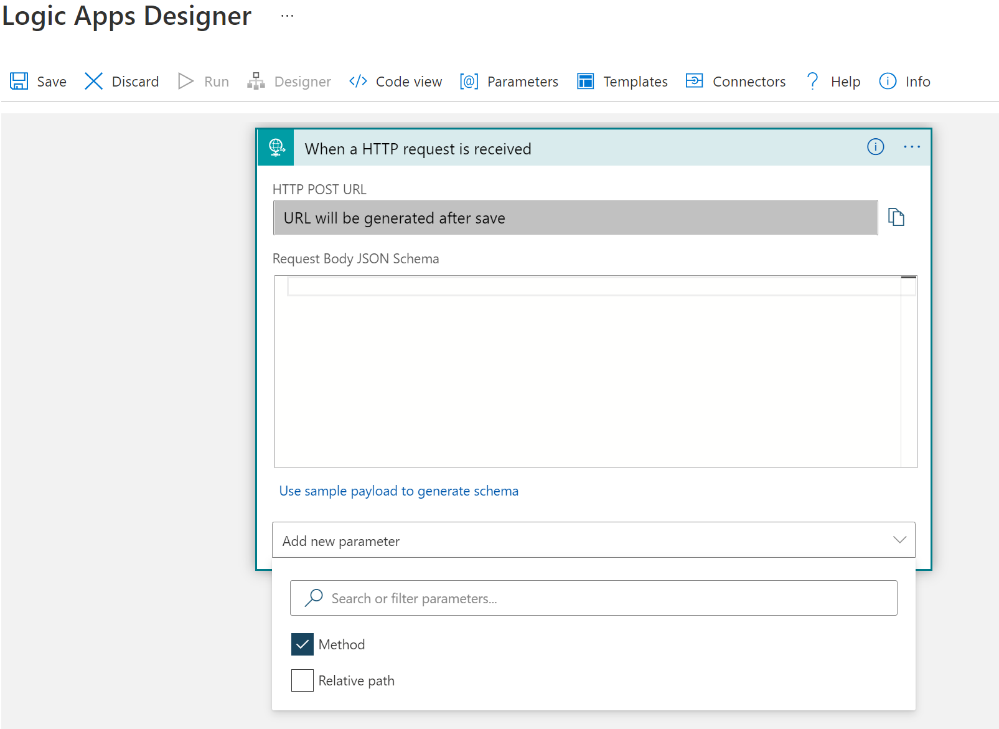 Logic Apps Designer ...
Save Discard Run Designer </> Code view [@] Parameters Templates Connectors ? Help Info
When a HTTP request is received
HTTP POST URL
URL will be generated after save
Request Body JSON Schema
Use sample payload to generate schema
Add new parameter
Search or filter parameters...
Method
Relative path